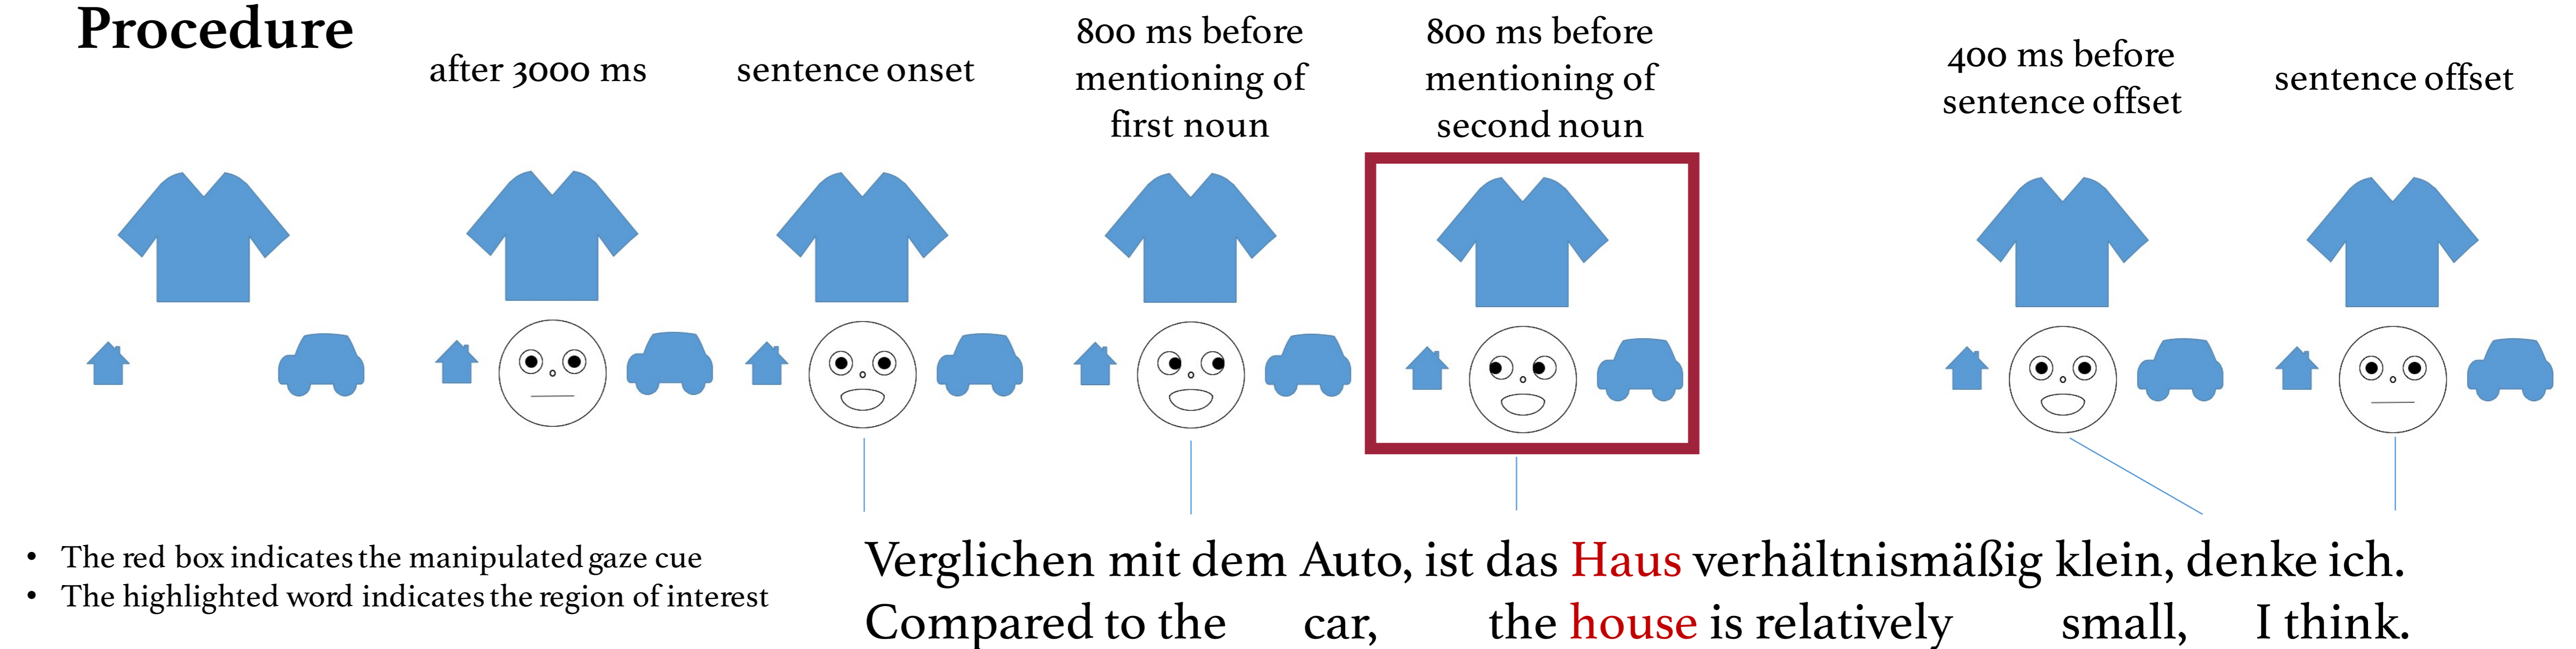 Procedure
after 3000 ms
sentence onset
800 ms before
mentioning of
first noun
800 ms before
mentioning of
second noun
400 ms before
sentence offset
sentence offset
• The red box indicates the manipulated gaze cue
• The highlighted word indicates the region of interest
Verglichen mit dem Auto, ist das Haus verhältnismäßig klein, denke ich.
Compared to the car, the house is relatively small, I think.